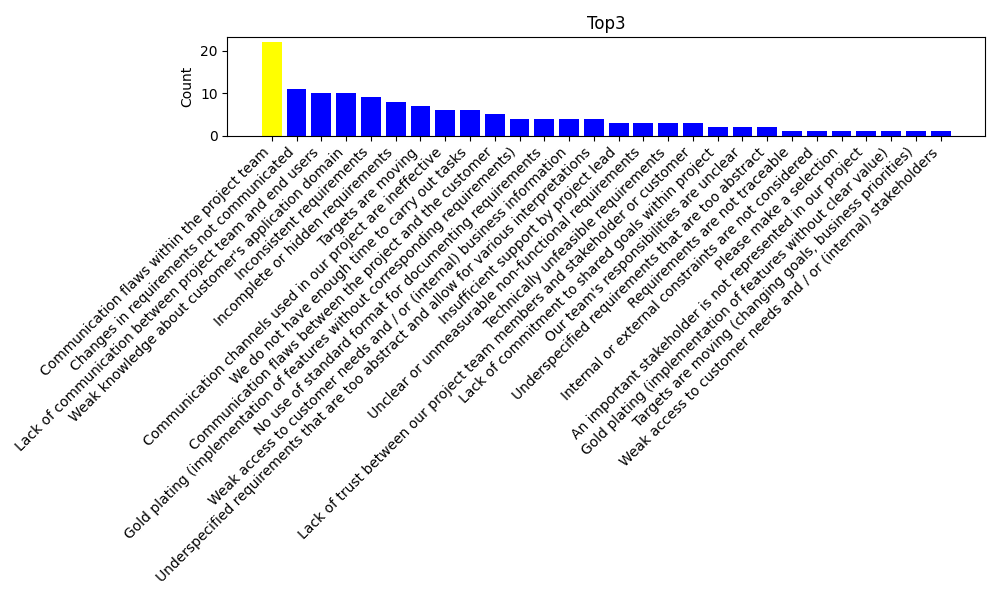 Top3
Count
20
10
0
Communication flaws within the project team
Changes in requirements not communicated
Lack of communication between project team and end users
Weak knowledge about customer's application domain
Inconsistent requirements
Incomplete or hidden requirements
Targets are moving
Communication channels used in our project are ineffective
We do not have enough time to carry out tasks
Communication flaws between the project and the customer
Gold plating (implementation of features without corresponding requirements)
No use of standard format for documenting requirements
Weak access to customer needs and / or (internal) business information
Underspecified requirements that are too abstract and allow for various interpretations
Insufficient support by project lead
Unclear or unmeasurable non-functional requirements
Technically unfeasible requirements
Lack of trust between our project team members and stakeholder or customer
Lack of commitment to shared goals within project
Our team's responsibilities are unclear
Underspecified requirements that are too abstract
Requirements are not traceable
Internal or external constraints are not considered
Please make a selection
An important stakeholder is not represented in our project
Gold plating (implementation of features without clear value)
Targets are moving (changing goals, business priorities)
Weak access to customer needs and / or (internal) stakeholders